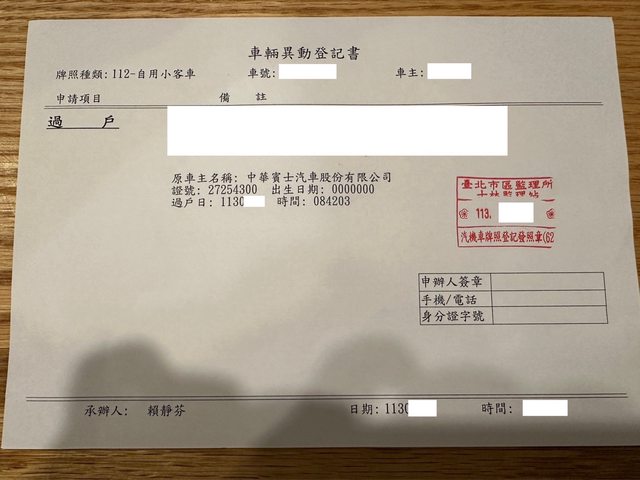 車輛異動登記書
牌照種類: 112-自用小客車 車號: 車主:
申請項目 備 註
過 戶
原車主名稱: 中華賓士汽車股份有限公司
證號: 27254300 出生日期: 0000000
過戶日: 1130 時間: 084203
臺北市區監理所
士林監理站
113.
汽機車牌照登記發照章(62
申辦人簽章
手機/電話
身分證字號
承辦人: 賴靜芬 日期: 1130 時間: